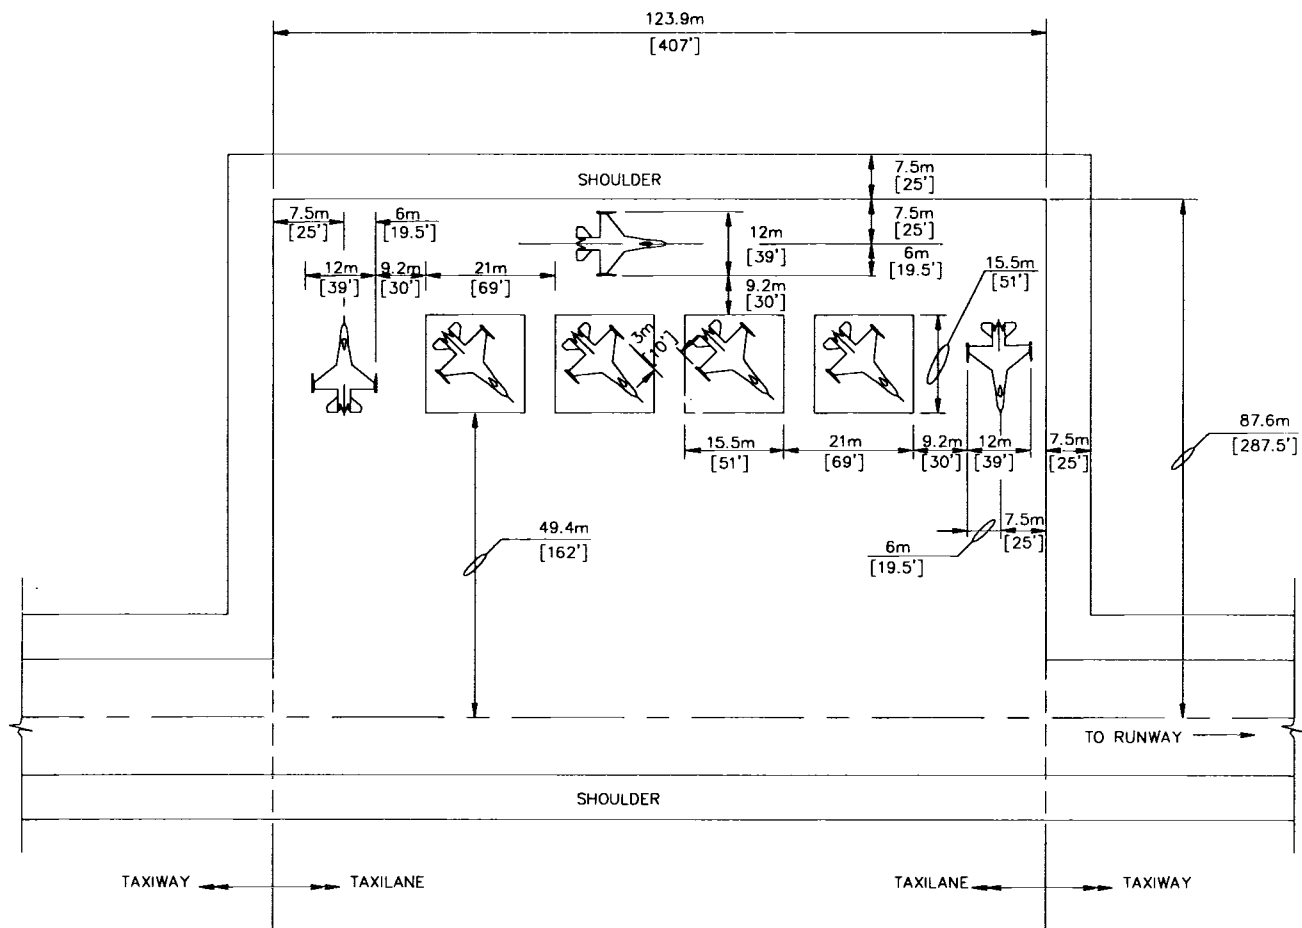 123.9m
[407']
SHOULDER
7.5m
[25']
7.5m
[25']
6m
[19.5']
12m
[39']
7.5m
[25']
6m
[19.5']
12m
[39']
9.2m
[30']
21m
[69']
9.2m
[30']
15.5m
[51']
3m
[10']
15.5m
[51']
21m
[69']
9.2m
[30']
12m
[39']
7.5m
[25']
87.6m
[287.5']
49.4m
[162']
7.5m
[25']
6m
[19.5']
TO RUNWAY
SHOULDER
TAXIWAY
TAXILANE
TAXILANE
TAXIWAY